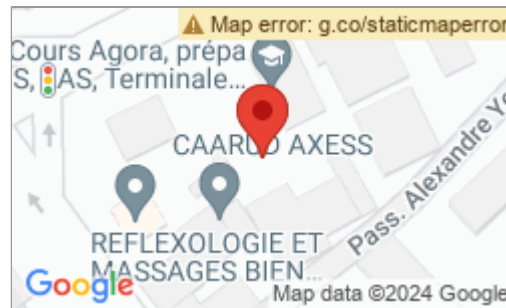 Map error: g.co/staticmaperror
Cours Agora, prépa
S, AS, Terminale...
CAARUD AXESS
Pass. Alexandre Ye
REFLEXOLOGIE ET
MASSAGES BIEN...
Google
Map data ©2024 Google